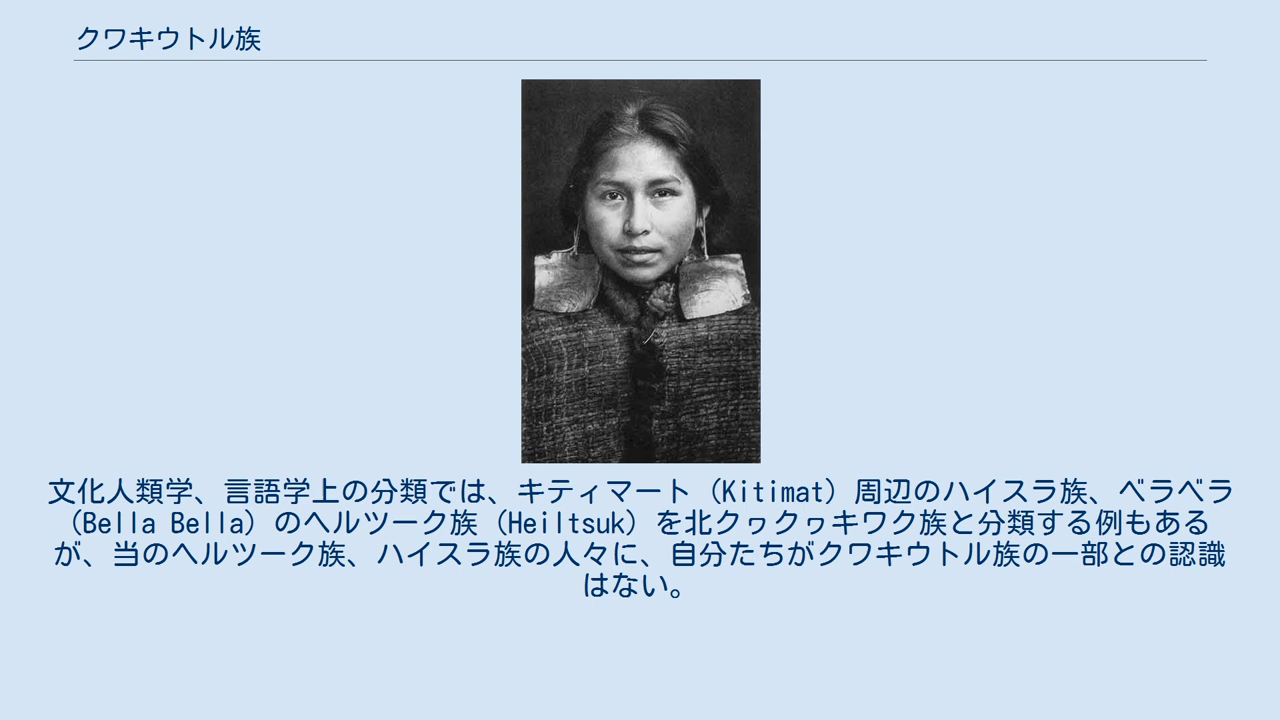 クワキウトル族
文化人類学、言語学上の分類では、キティマート（Kitimat）周辺のハイスラ族、ベラベラ
（Bella Bella）のヘルツーク族（Heiltsuk）を北クヮクヮキワク族と分類する例もある
が、当のヘルツーク族、ハイスラ族の人々に、自分たちがクワキウトル族の一部との認識
はない。